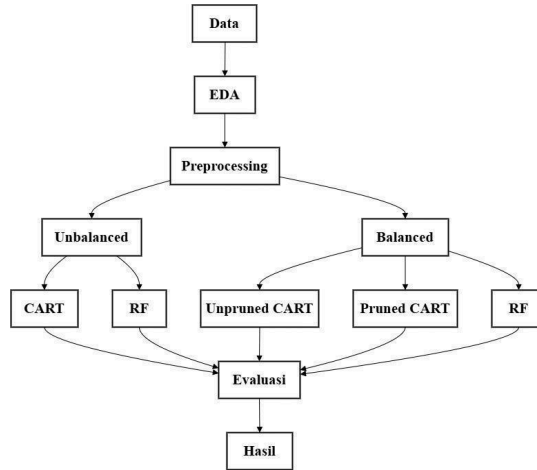 Data
EDA
Preprocessing
Unbalanced
Balanced
CART
RF
Unpruned CART
Pruned CART
RF
Evaluasi
Hasil